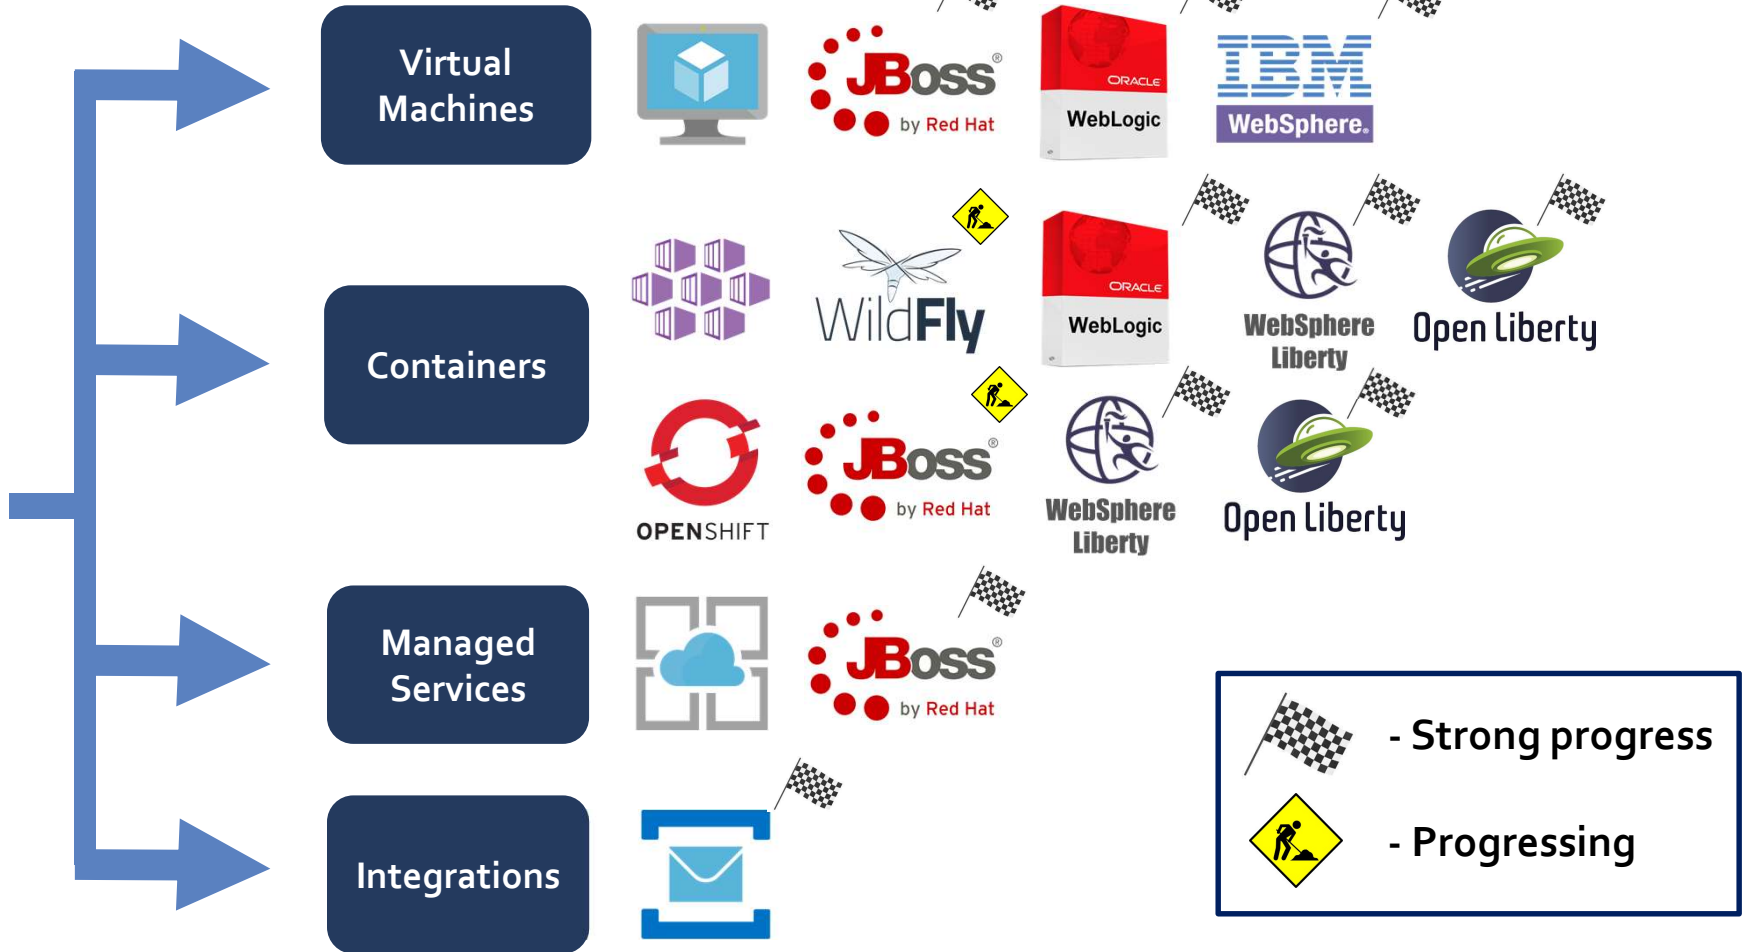 Virtual
Machines
JBoss®
by Red Hat
ORACLE
WebLogic
IBM
WebSphere®
Containers
WildFly
ORACLE
WebLogic
WebSphere
Liberty
Open Liberty
OPENSHIFT
JBoss®
by Red Hat
WebSphere
Liberty
Open Liberty
Managed
Services
JBoss®
by Red Hat
Integrations
- Strong progress
- Progressing